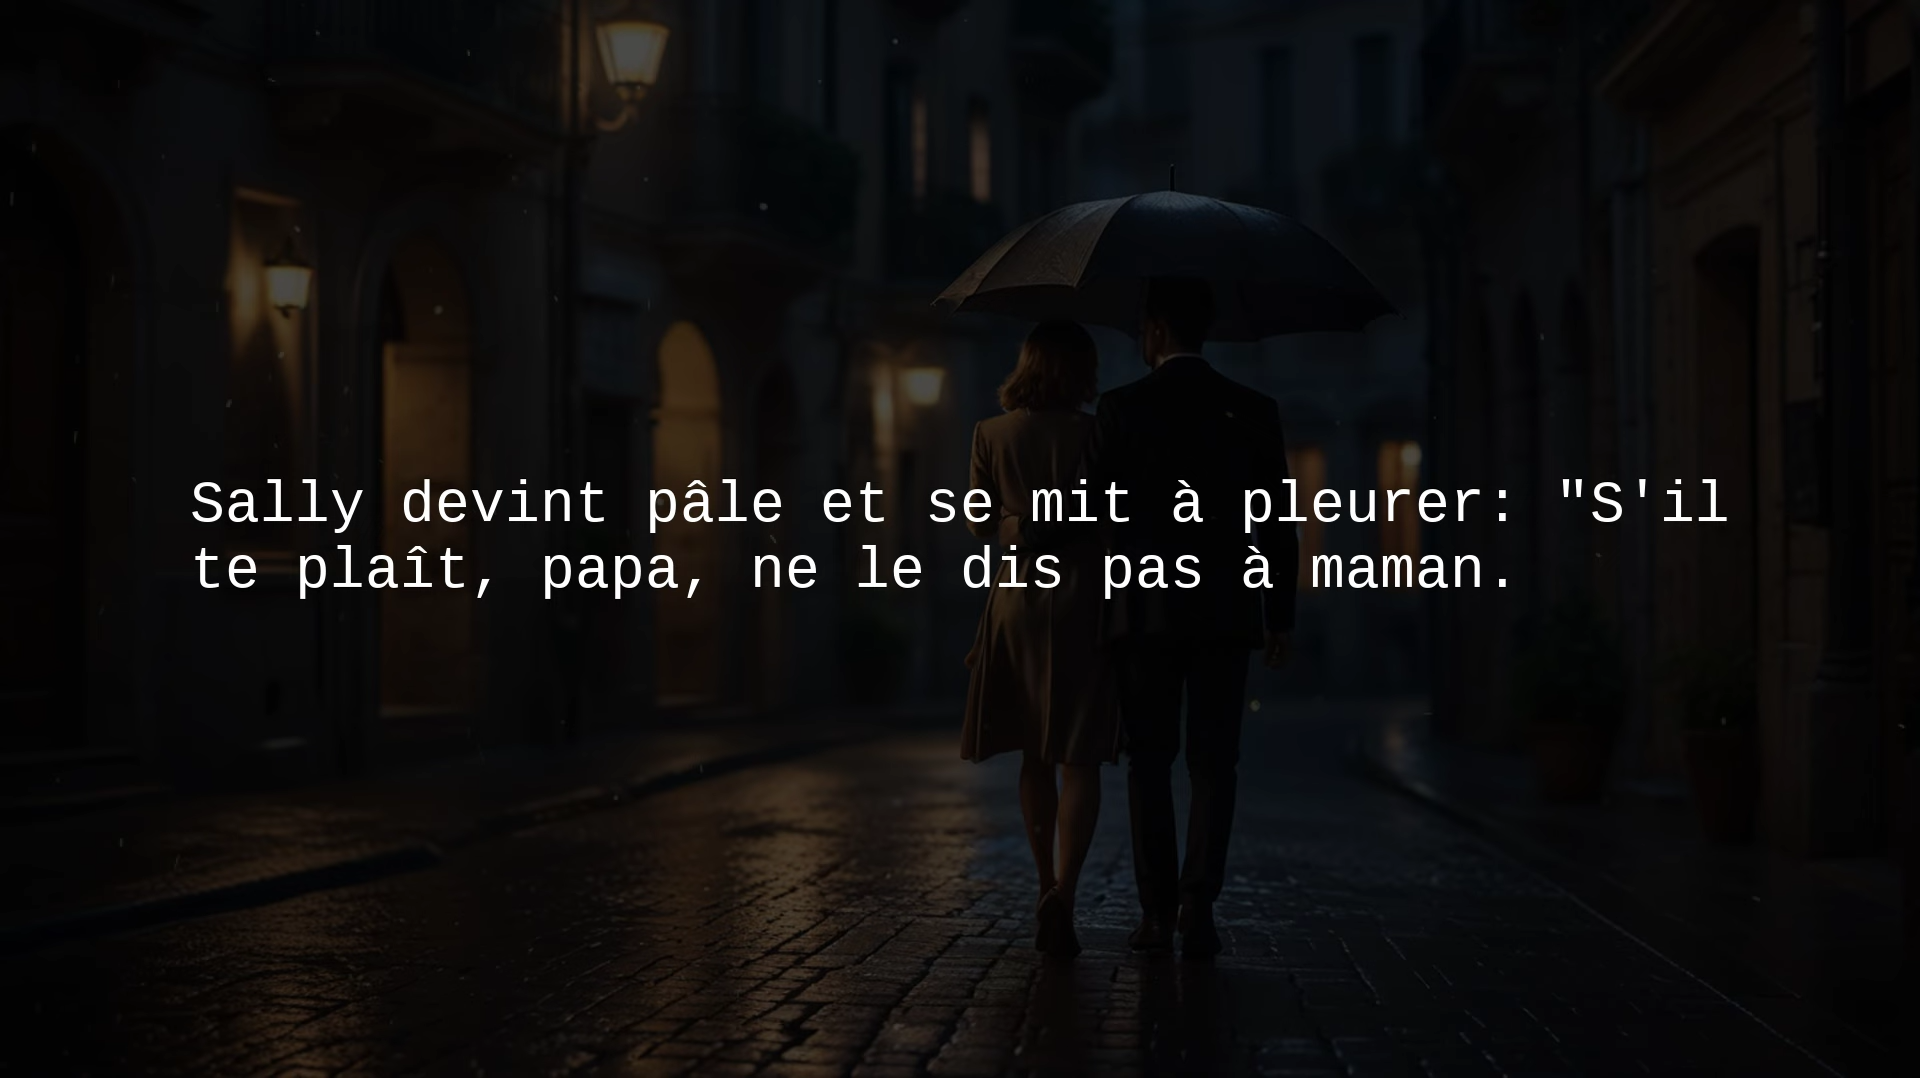 Sally devint pâle et se mit à pleurer: "S'il
te plaît, papa, ne le dis pas à maman.